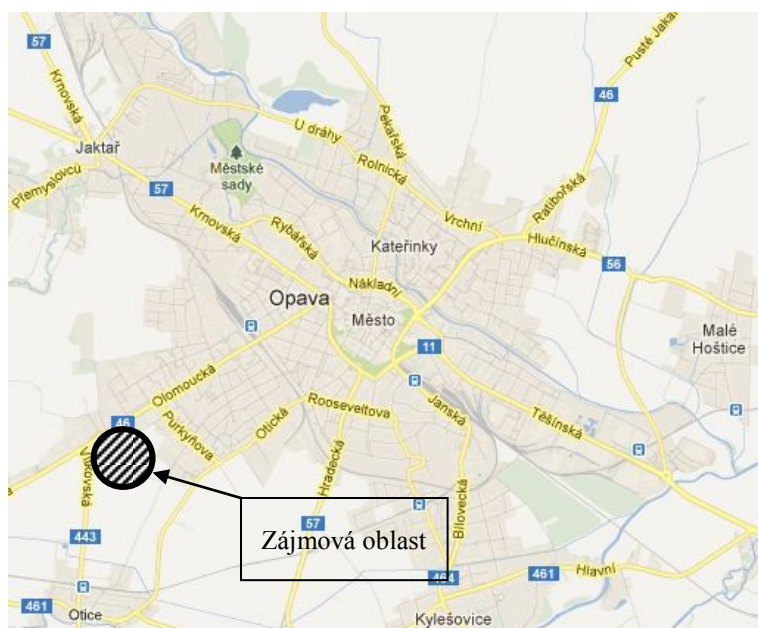 57
Krnovská
Pusté Jakar
46
U dráhy
Pekařská
Jaktař
Rolnická
Městské
sady
Přemyslovců
57
Krnovská
Rybářská
Vrchní
Ratibořská
Kateřinky
Hlučínská
56
Nákladní
Opava
Město
Malé
Hoštice
11
Olomoucká
Rooseveltova
Janská
46
Purkyňova
Otická
Těšínská
Hradecká
Bílovecká
Zájmová oblast
57
443
464
461
Hlavní
461
Otice
Kylešovice